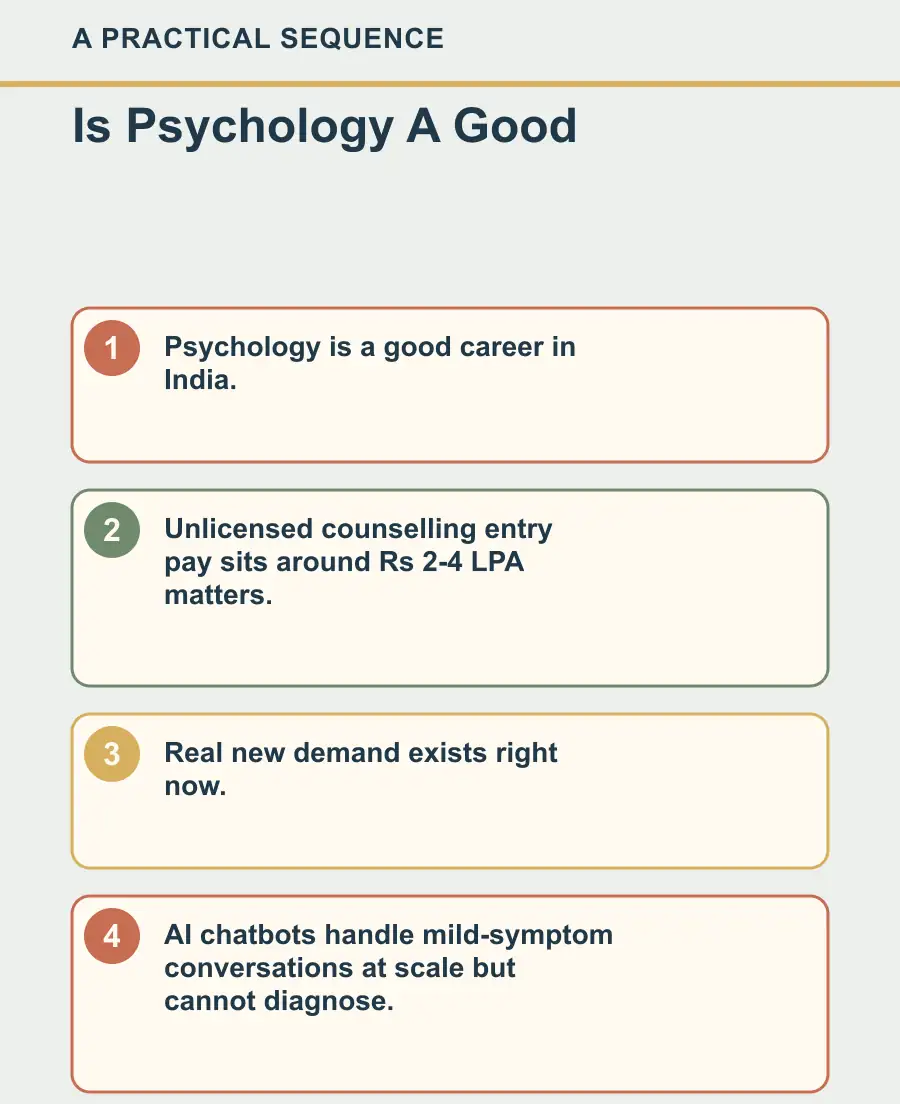 A PRACTICAL SEQUENCE
Is Psychology A Good
1
Psychology is a good career in
India.
2
Unlicensed counselling entry
pay sits around Rs 2-4 LPA
matters.
3
Real new demand exists right
now.
4
AI chatbots handle mild-symptom
conversations at scale but
cannot diagnose.